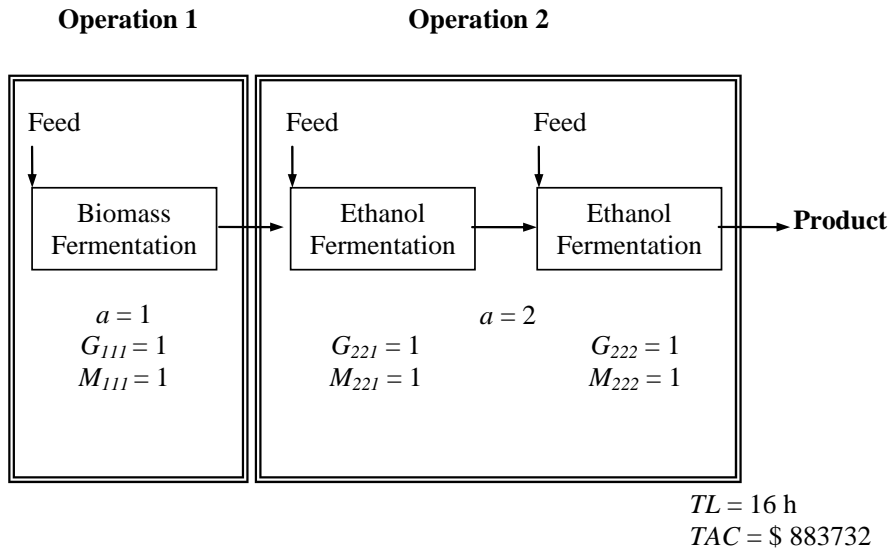 Operation 1 Operation 2
Feed Feed Feed
Biomass Fermentation
Ethanol Fermentation
Ethanol Fermentation
Product
a = 1
G111 = 1
M111 = 1
a = 2
G221 = 1
M221 = 1
G222 = 1
M222 = 1
TL = 16 h
TAC = $ 883732